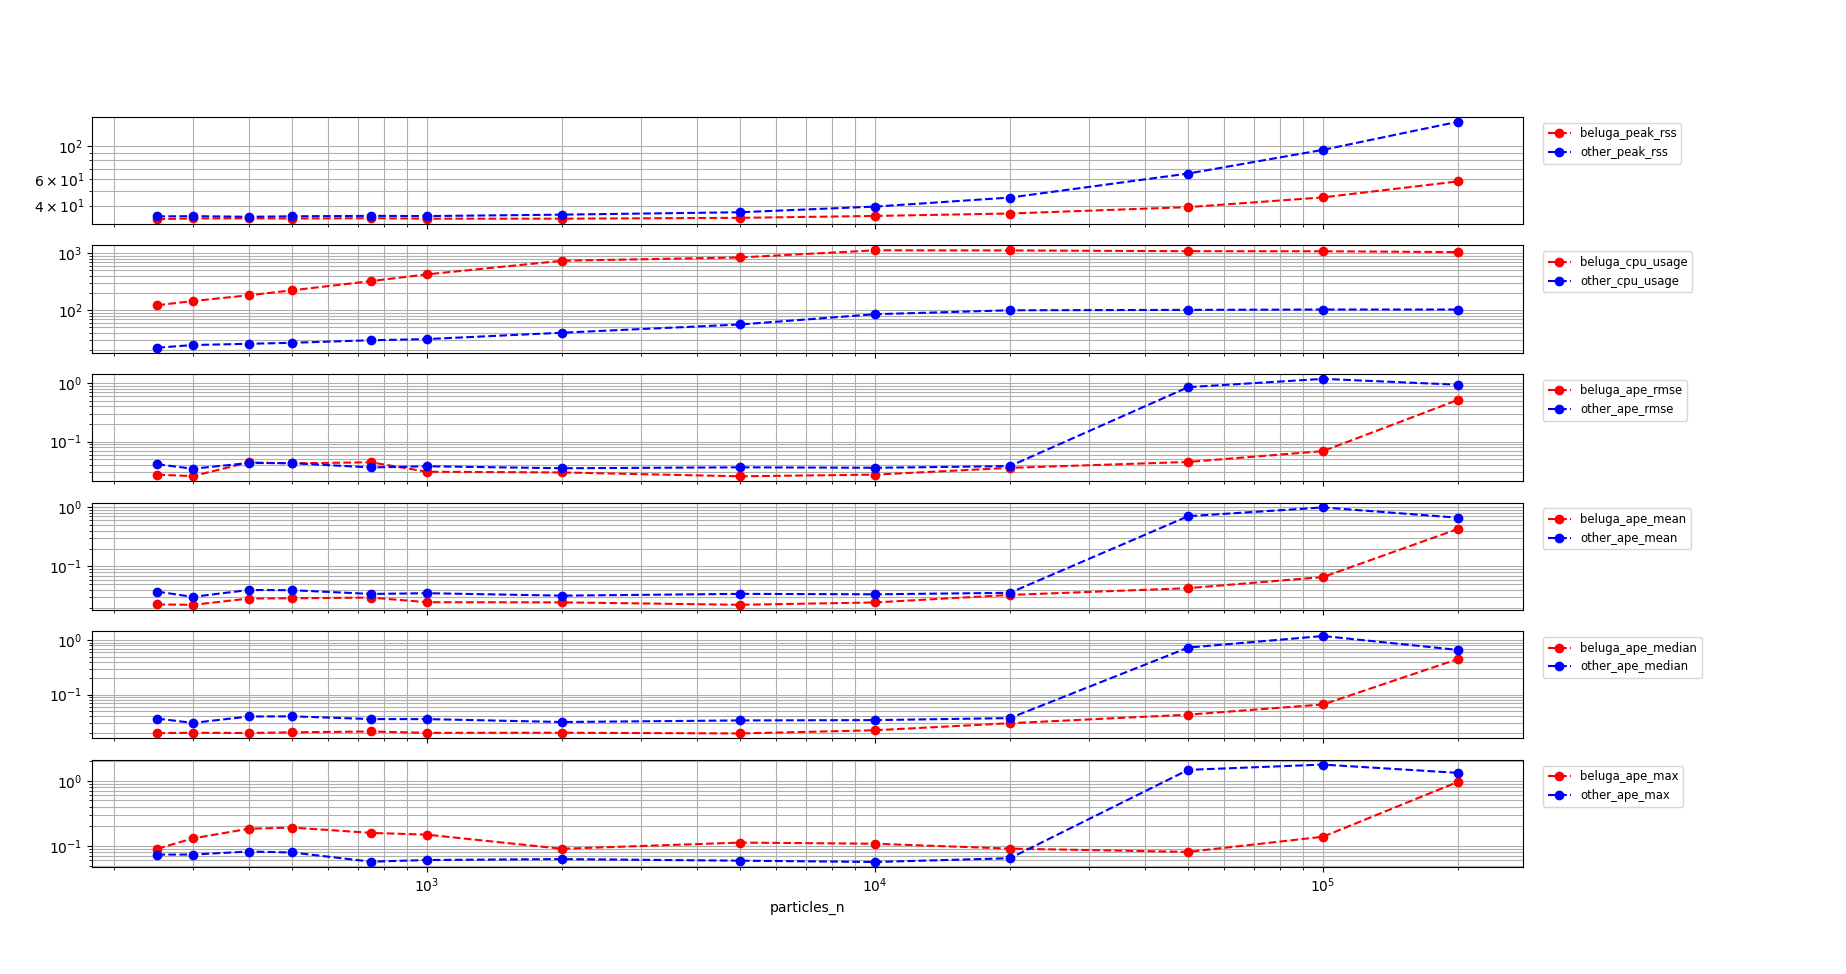 10²
6 × 10¹
4 × 10¹
beluga_peak_rss
other_peak_rss
10³
10²
beluga_cpu_usage
other_cpu_usage
10⁰
10⁻¹
beluga_ape_rmse
other_ape_rmse
10⁰
10⁻¹
beluga_ape_mean
other_ape_mean
10⁰
10⁻¹
beluga_ape_median
other_ape_median
10⁰
10⁻¹
beluga_ape_max
other_ape_max
10³ 10⁴ 10⁵
particles_n